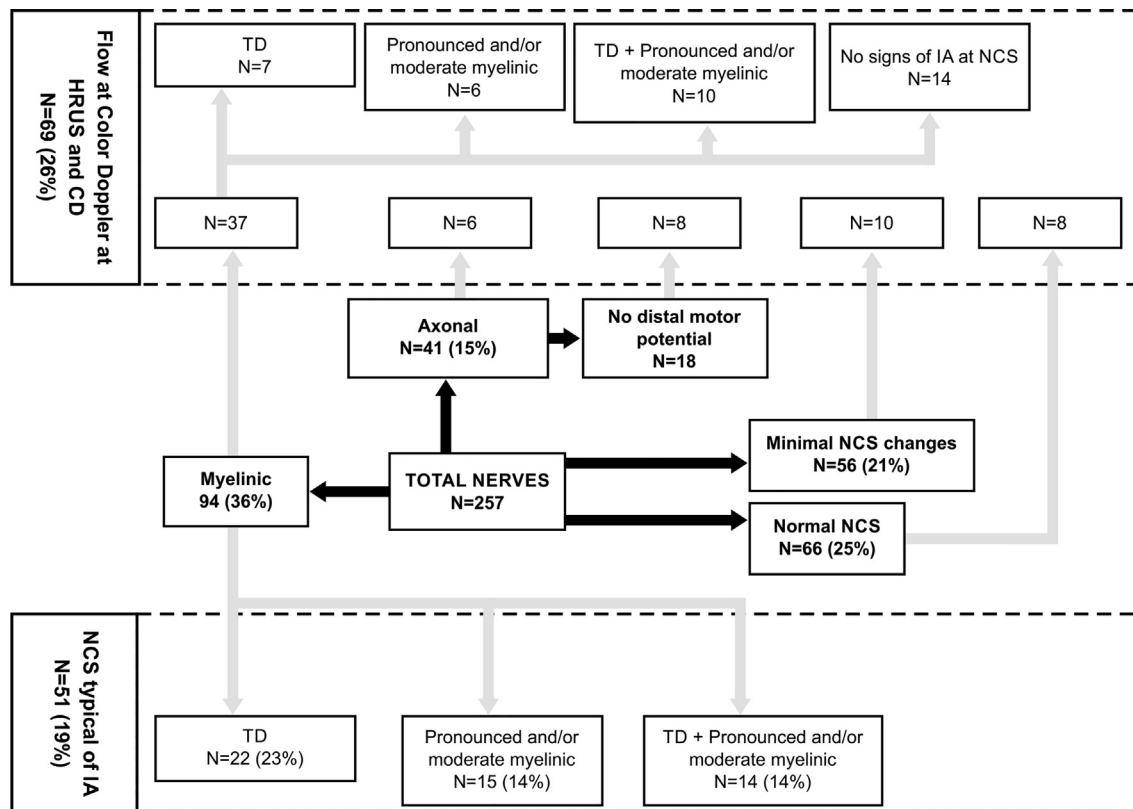 Flow at Color Doppler at
HRUS and CD
N=69 (26%)
TD
N=7
Pronounced and/or
moderate myelinic
N=6
TD + Pronounced and/or
moderate myelinic
N=10
No signs of IA at NCS
N=14
N=37
N=6
N=8
N=10
N=8
Axonal
N=41 (15%)
No distal motor
potential
N=18
Myelinic
94 (36%)
TOTAL NERVES
N=257
Minimal NCS changes
N=56 (21%)
Normal NCS
N=66 (25%)
NCS typical of IA
N=51 (19%)
TD
N=22 (23%)
Pronounced and/or
moderate myelinic
N=15 (14%)
TD + Pronounced and/or
moderate myelinic
N=14 (14%)